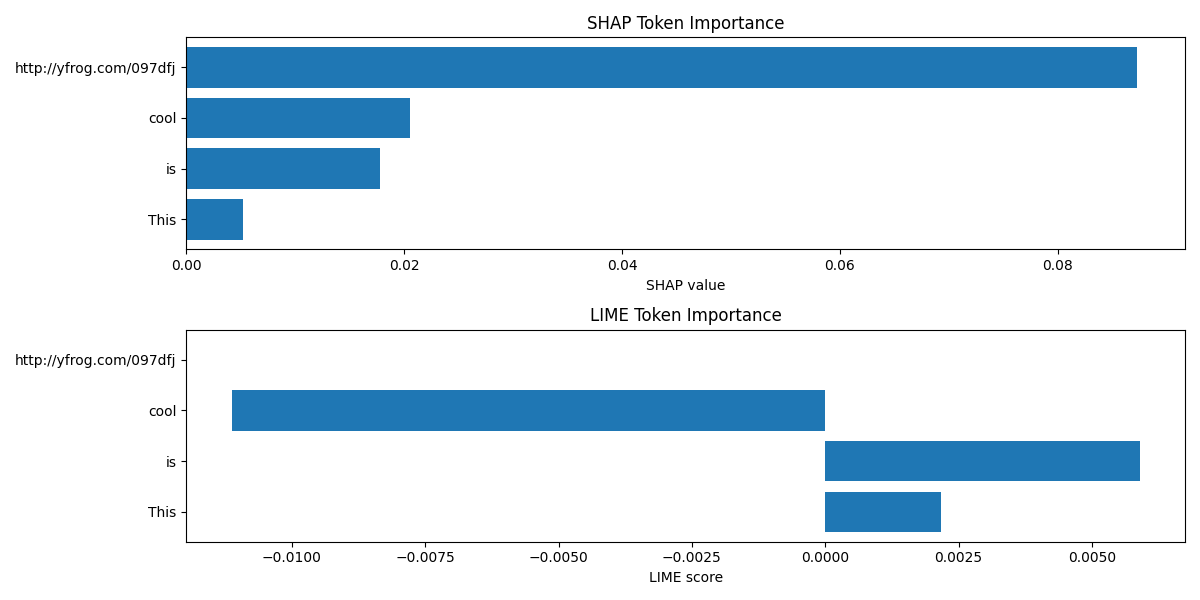 SHAP Token Importance
http://yfrog.com/097dfj
cool
is
This
0.00 0.02 0.04 0.06 0.08
SHAP value
LIME Token Importance
http://yfrog.com/097dfj
cool
is
This
−0.0100 −0.0075 −0.0050 −0.0025 0.0000 0.0025 0.0050
LIME score